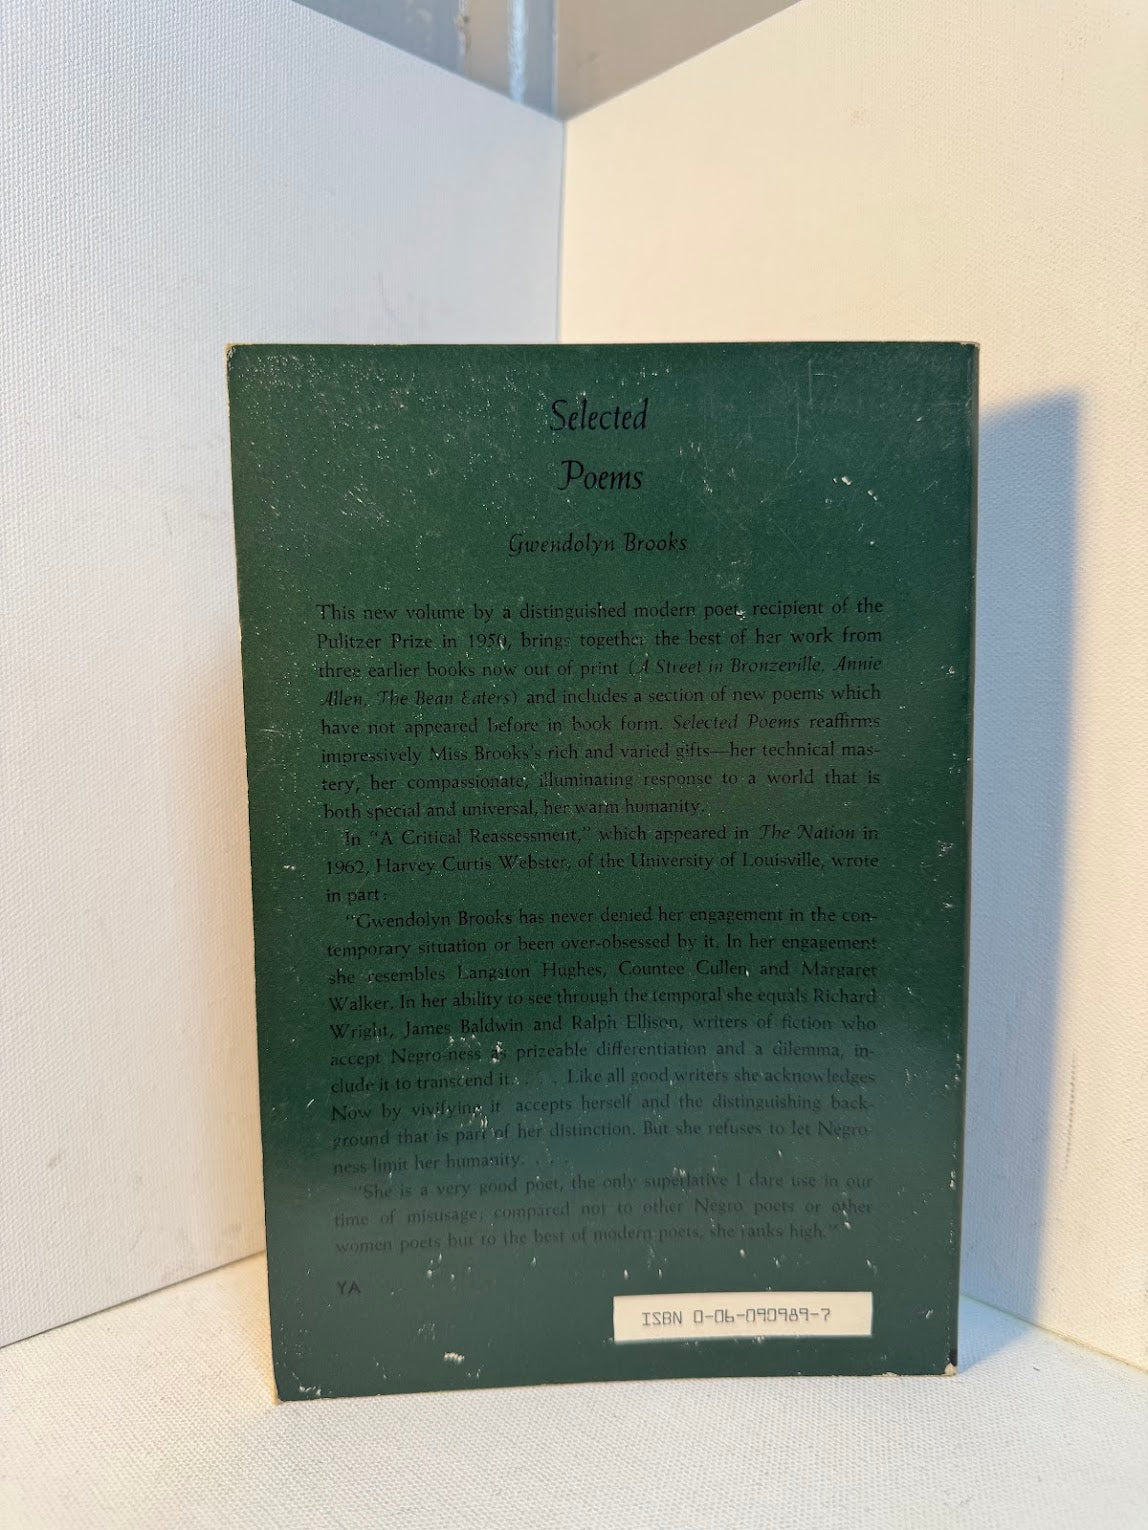 Selected
Poems
Gwendolyn Brooks
This new volume by a distinguished modern poet, recipient of the
Pulitzer Prize in 1950, brings together the best of her work from
three earlier books now out of print (A Street in Bronzeville, Annie
Allen, The Bean Eaters) and includes a section of new poems which
have not appeared before in book form. Selected Poems reaffirms
impressively Miss Brooks's rich and varied gifts—her technical mas-
tery, her compassionate, illuminating response to a world that is
both special and universal, her warm humanity.
In "A Critical Reassessment," which appeared in The Nation in
1962, Harvey Curtis Webster, of the University of Louisville, wrote
in part:
"Gwendolyn Brooks has never denied her engagement in the con-
temporary situation or been over-obsessed by it. In her engagement
she resembles Langston Hughes, Countee Cullen and Margaret
Walker. In her ability to see through the temporal she equals Richard
Wright, James Baldwin and Ralph Ellison, writers of fiction who
accept Negro-ness as prizeable differentiation and a dilemma, in-
clude it to transcend it. . . . Like all good writers she acknowledges
Now by vivifying it accepts herself and the distinguishing back-
ground that is part of her distinction. But she refuses to let Negro-
ness limit her humanity. . . .
"She is a very good poet, the only superlative I dare use in our
time of misusage; compared not to other Negro poets or other
women poets but to the best of modern poets, she ranks high."
YA
ISBN 0-06-090989-7